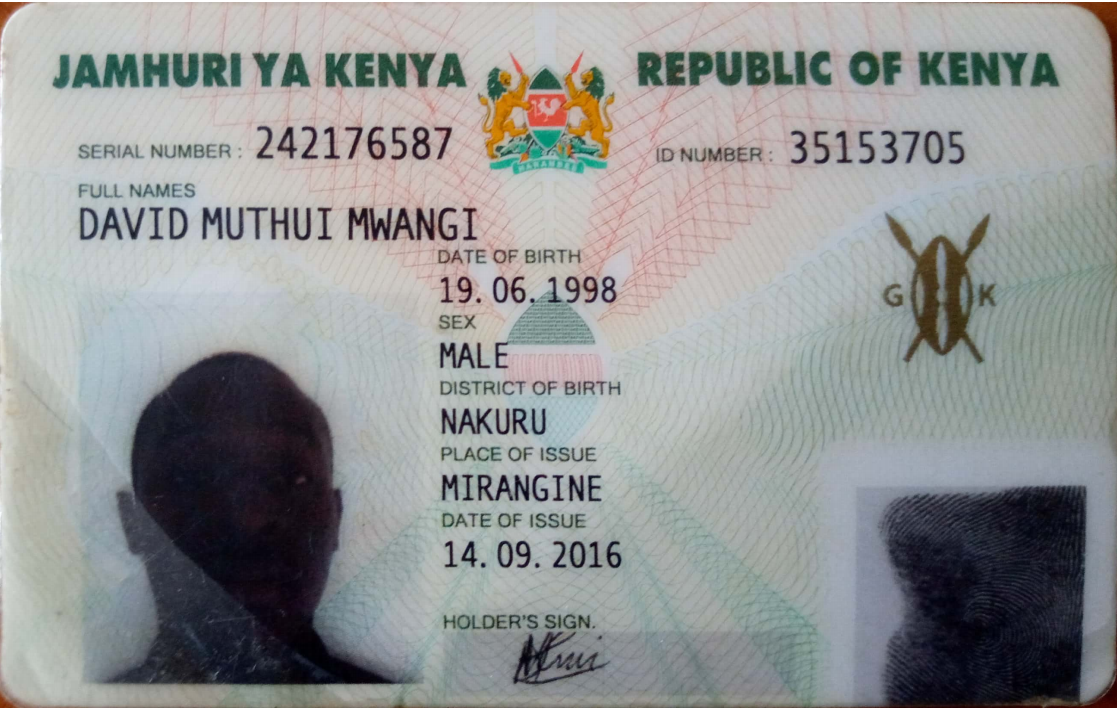 JAMHURI YA KENYA REPUBLIC OF KENYA
HARAMBEE
SERIAL NUMBER : 242176587 ID NUMBER : 35153705
FULL NAMES
DAVID MUTHUI MWANGI
DATE OF BIRTH
19. 06. 1998
G K
SEX
MALE
DISTRICT OF BIRTH
NAKURU
PLACE OF ISSUE
MIRANGINE
DATE OF ISSUE
14. 09. 2016
HOLDER'S SIGN.